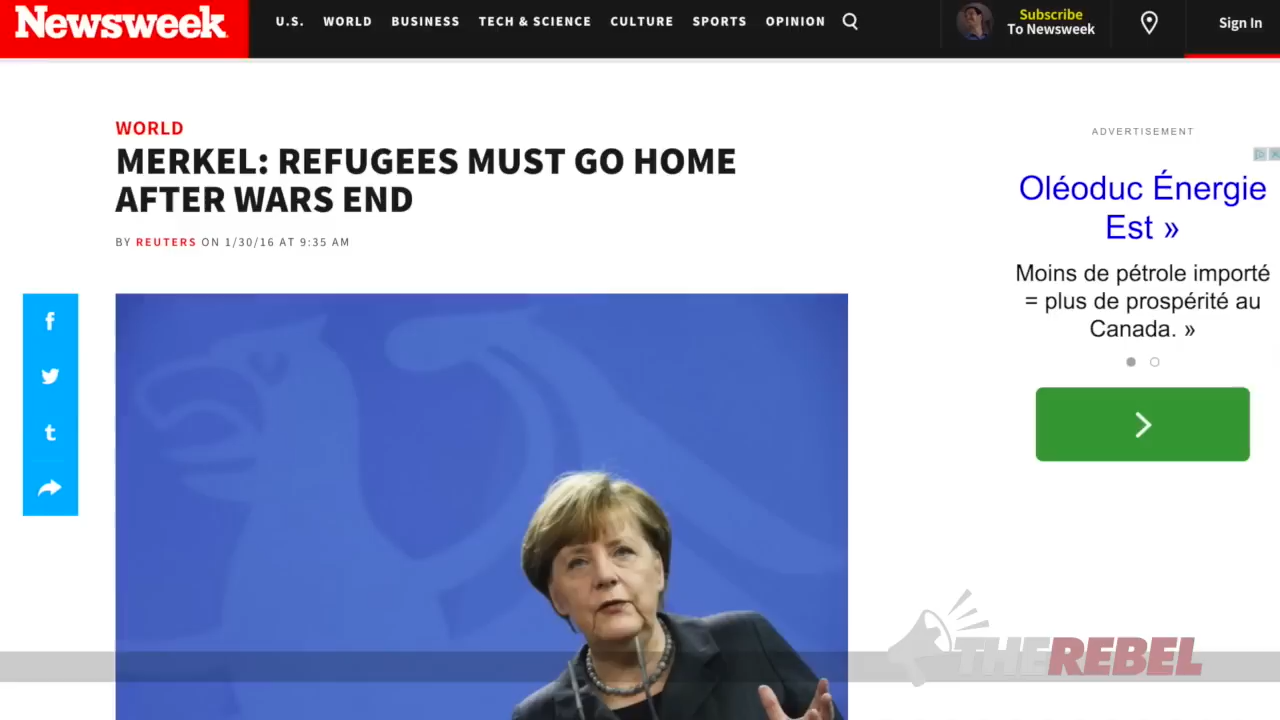 Newsweek
U.S. WORLD BUSINESS TECH & SCIENCE CULTURE SPORTS OPINION
Subscribe
To Newsweek
Sign In
WORLD
MERKEL: REFUGEES MUST GO HOME
AFTER WARS END
BY REUTERS ON 1/30/16 AT 9:35 AM
ADVERTISEMENT
Oléoduc Énergie
Est »
Moins de pétrole importé
= plus de prospérité au
Canada. »
THEREBEL